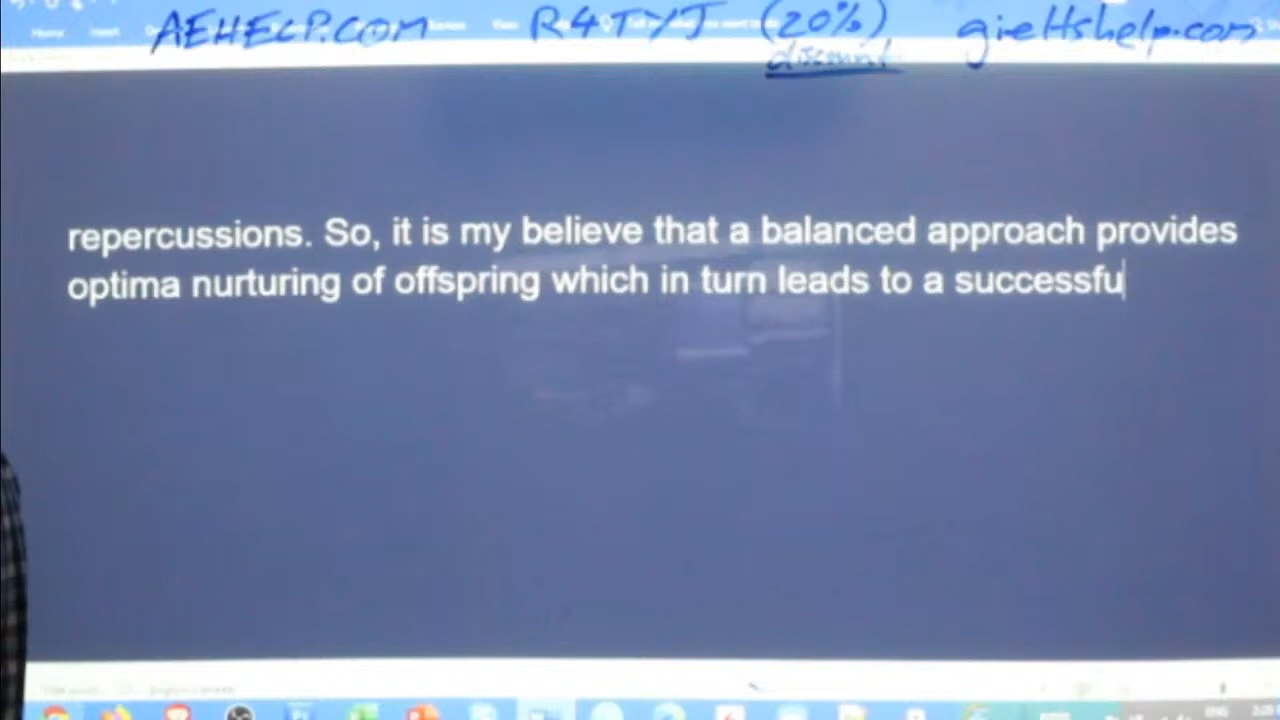 AEHELP.COM R4TYJ (20%) gieltshelp.com
discount
repercussions. So, it is my believe that a balanced approach provides
optima nurturing of offspring which in turn leads to a successfu